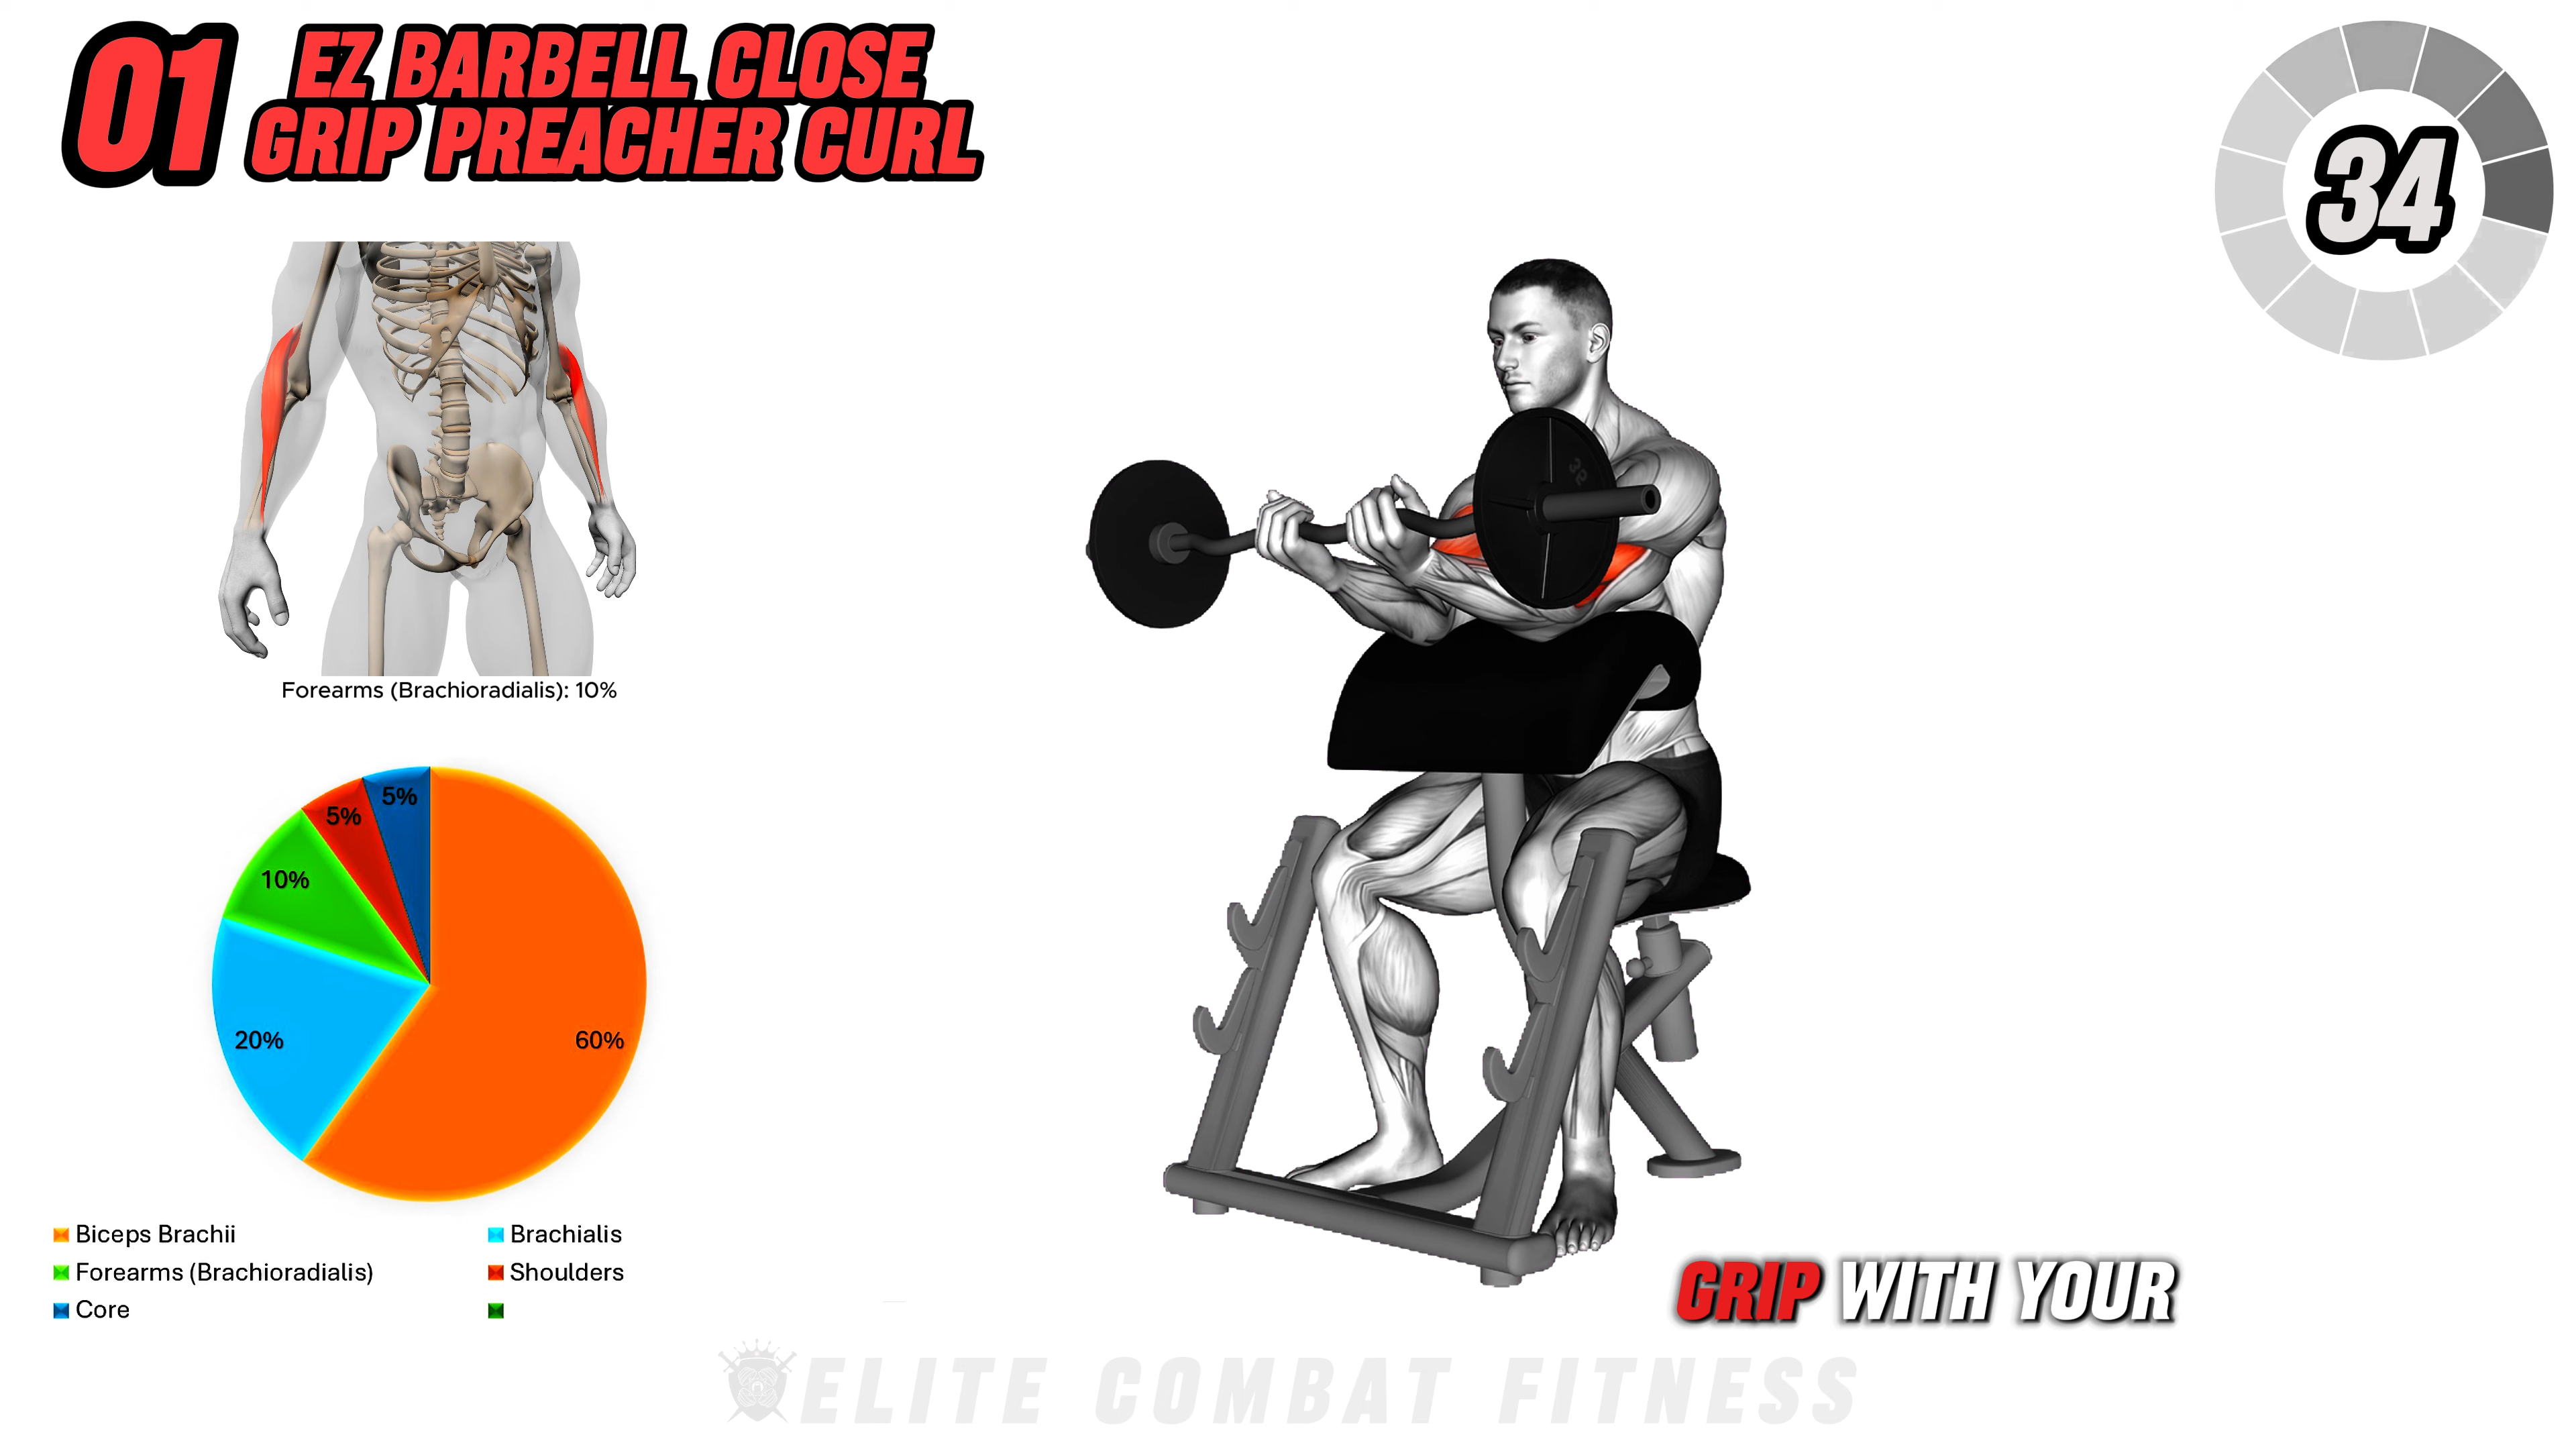 01
EZ BARBELL CLOSE
GRIP PREACHER CURL
34
32
Forearms (Brachioradialis): 10%
5%
5%
10%
20%
60%
Biceps Brachii
Brachialis
Forearms (Brachioradialis)
Shoulders
Core
GRIP WITH YOUR
ELITE COMBAT FITNESS